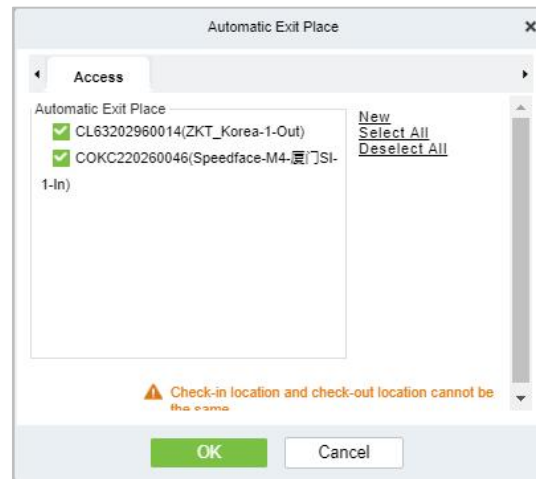 Automatic Exit Place
Access
Automatic Exit Place
CL63202960014(ZKT_Korea-1-Out)
COKC220260046(Speedface-M4-厦门SI-
1-In)
New
Select All
Deselect All
Check-in location and check-out location cannot be
the same
OK
Cancel